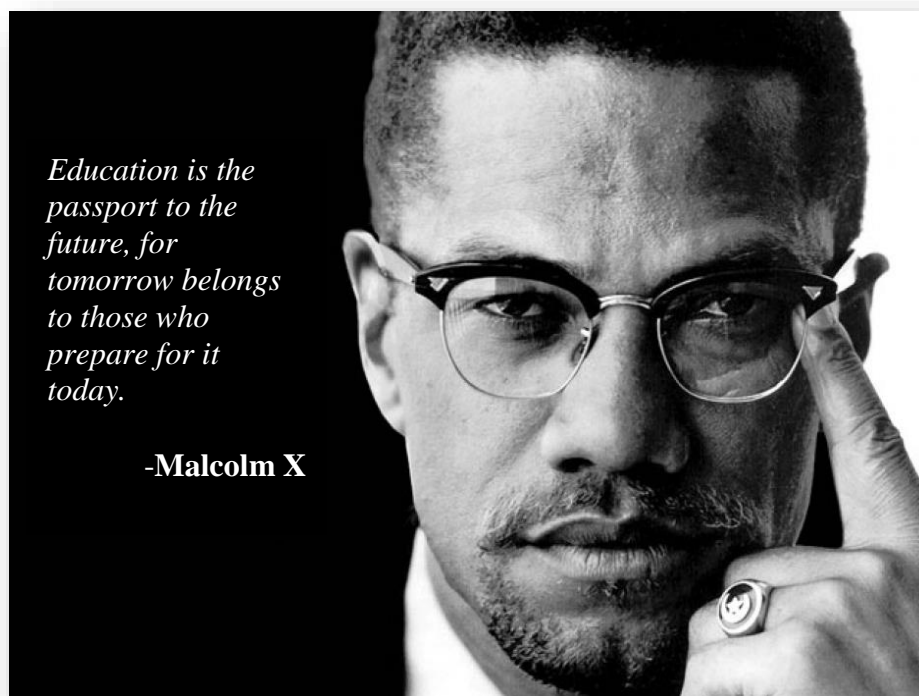 Education is the
passport to the
future, for
tomorrow belongs
to those who
prepare for it
today.
-Malcolm X